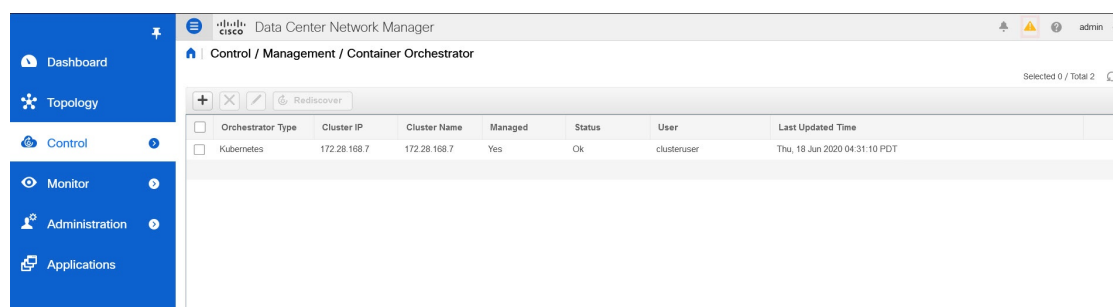 cisco Data Center Network Manager
admin
Control / Management / Container Orchestrator
Dashboard
Selected 0 / Total 2
Topology
Rediscover
Orchestrator Type Cluster IP Cluster Name Managed Status User Last Updated Time
Control
Kubernetes 172.28.168.7 172.28.168.7 Yes Ok clusteruser Thu, 18 Jun 2020 04:31:10 PDT
Monitor
Administration
Applications